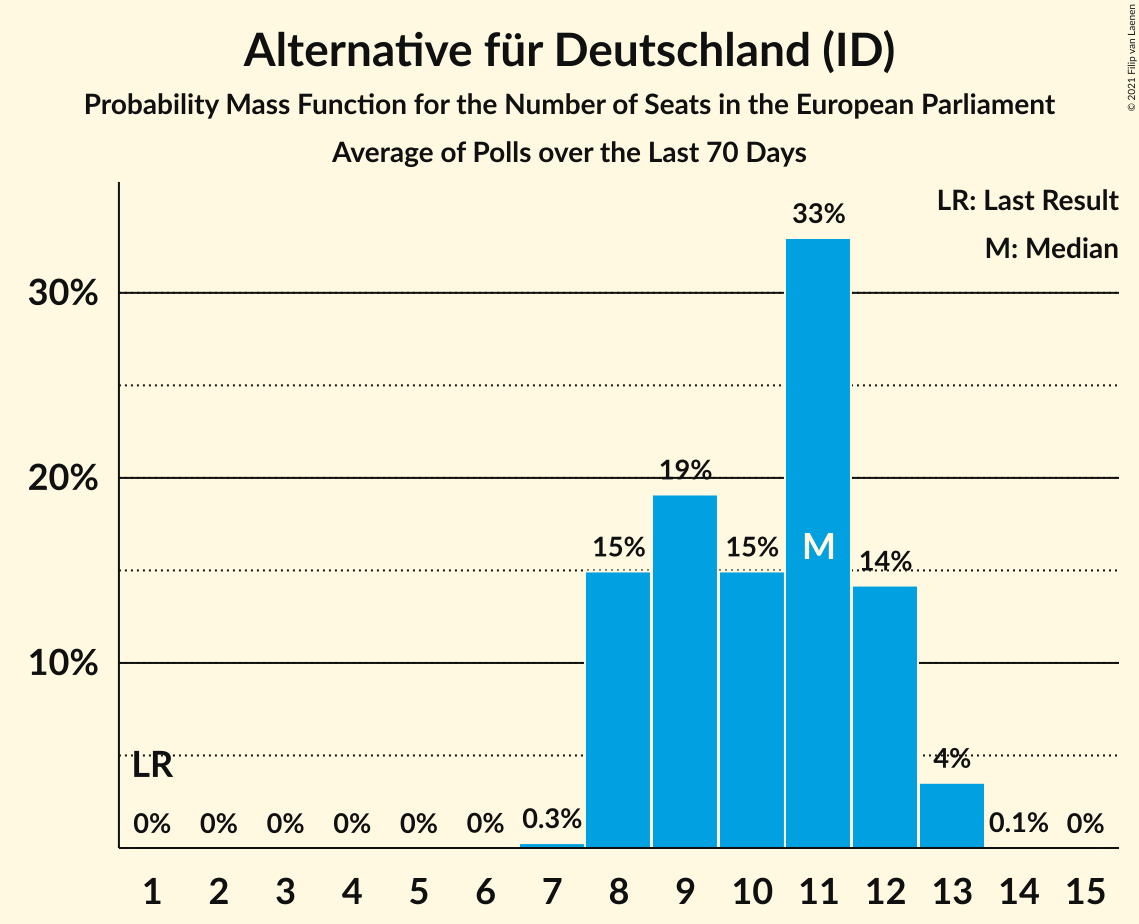 Alternative für Deutschland (ID)
Probability Mass Function for the Number of Seats in the European Parliament
Average of Polls over the Last 70 Days
© 2021 Filip van Laenen
LR: Last Result
M: Median
33%
30%
20%
19%
15%
15%
M
14%
10%
LR
4%
0%
0%
0%
0%
0%
0%
0.3%
0.1%
0%
1 2 3 4 5 6 7 8 9 10 11 12 13 14 15